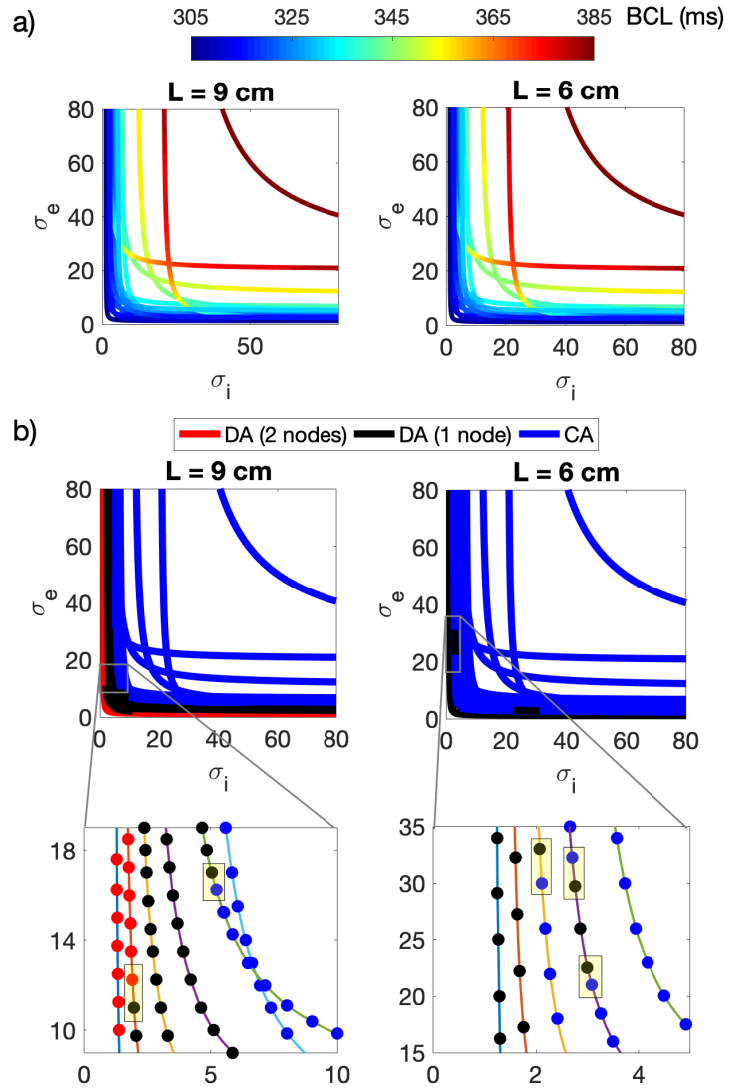 a)
305 325 345 365 385 BCL (ms)
L = 9 cm
L = 6 cm
80
60
40
20
0
σe
0 50
σi
80
60
40
20
0
σe
0 20 40 60 80
σi
b)
DA (2 nodes) DA (1 node) CA
L = 9 cm
L = 6 cm
80
60
40
20
0
σe
0 20 40 60 80
σi
80
60
40
20
0
σe
0 20 40 60 80
σi
18
14
10
0 5 10
35
30
25
20
15
2 4